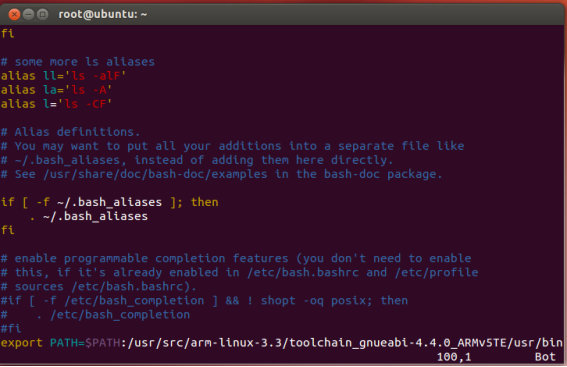 root@ubuntu: ~
fi
# some more ls aliases
alias ll='ls -alF'
alias la='ls -A'
alias l='ls -CF'
# Alias definitions.
# You may want to put all your additions into a separate file like
# ~/.bash_aliases, instead of adding them here directly.
# See /usr/share/doc/bash-doc/examples in the bash-doc package.
if [ -f ~/.bash_aliases ]; then
    . ~/.bash_aliases
fi
# enable programmable completion features (you don't need to enable
# this, if it's already enabled in /etc/bash.bashrc and /etc/profile
# sources /etc/bash.bashrc).
#if [ -f /etc/bash_completion ] && ! shopt -oq posix; then
#    . /etc/bash_completion
#fi
export PATH=$PATH:/usr/src/arm-linux-3.3/toolchain_gnueabi-4.4.0_ARMv5TE/usr/bin
100,1 Bot